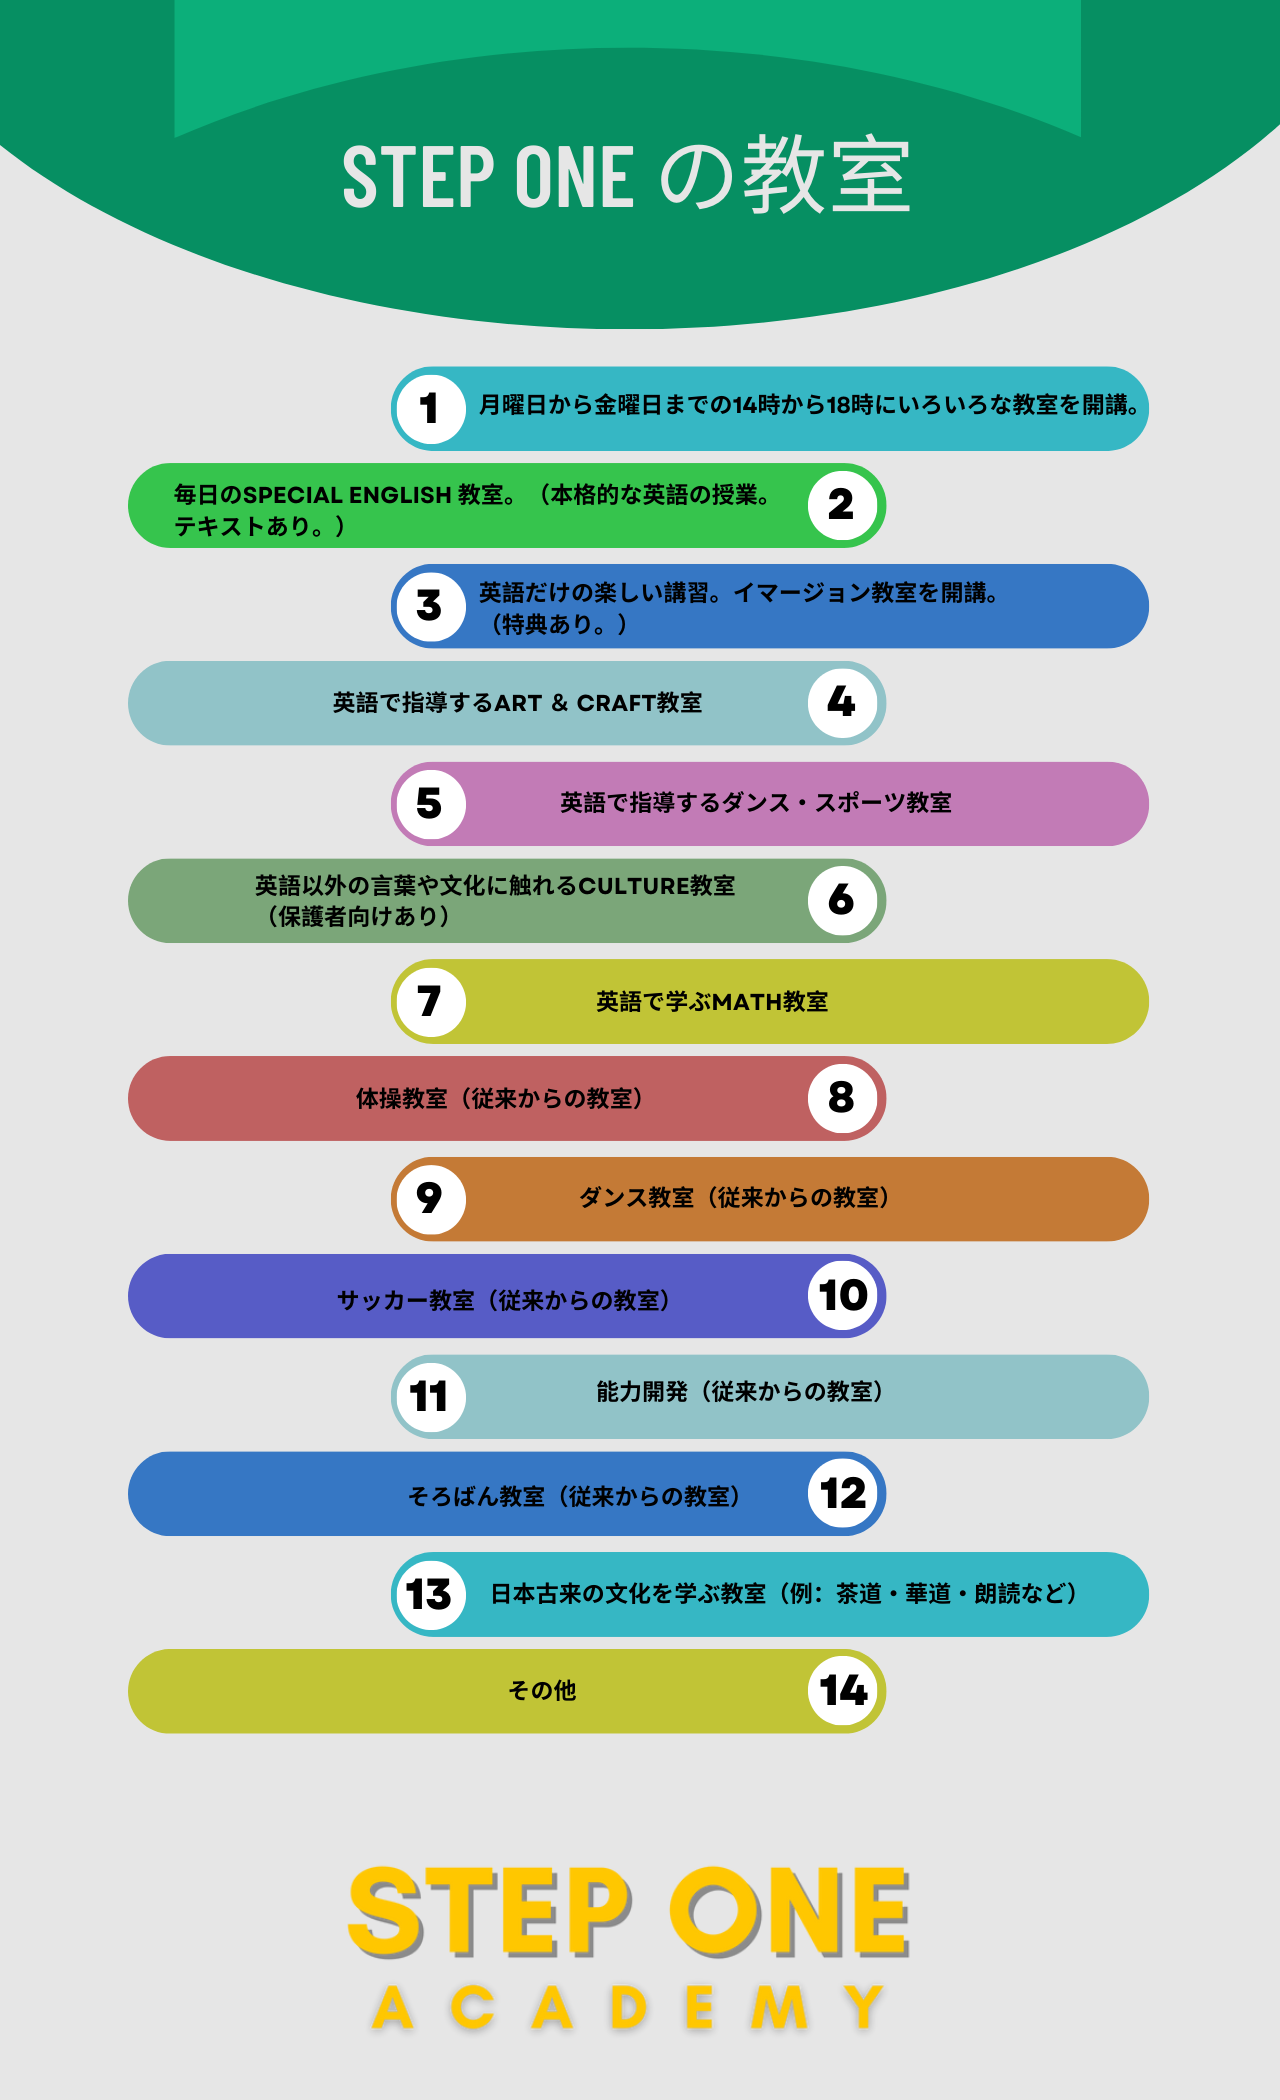 STEP ONE の教室
1
月曜日から金曜日までの14時から18時にいろいろな教室を開講。
毎日のSPECIAL ENGLISH 教室。（本格的な英語の授業。
テキストあり。）
2
3
英語だけの楽しい講習。イマージョン教室を開講。
（特典あり。）
英語で指導するART & CRAFT教室
4
5
英語で指導するダンス・スポーツ教室
英語以外の言葉や文化に触れるCULTURE教室
（保護者向けあり）
6
7
英語で学ぶMATH教室
体操教室（従来からの教室）
8
9
ダンス教室（従来からの教室）
サッカー教室（従来からの教室）
10
11
能力開発（従来からの教室）
そろばん教室（従来からの教室）
12
13
日本古来の文化を学ぶ教室（例：茶道・華道・朗読など）
その他
14
STEP ONE
ACADEMY